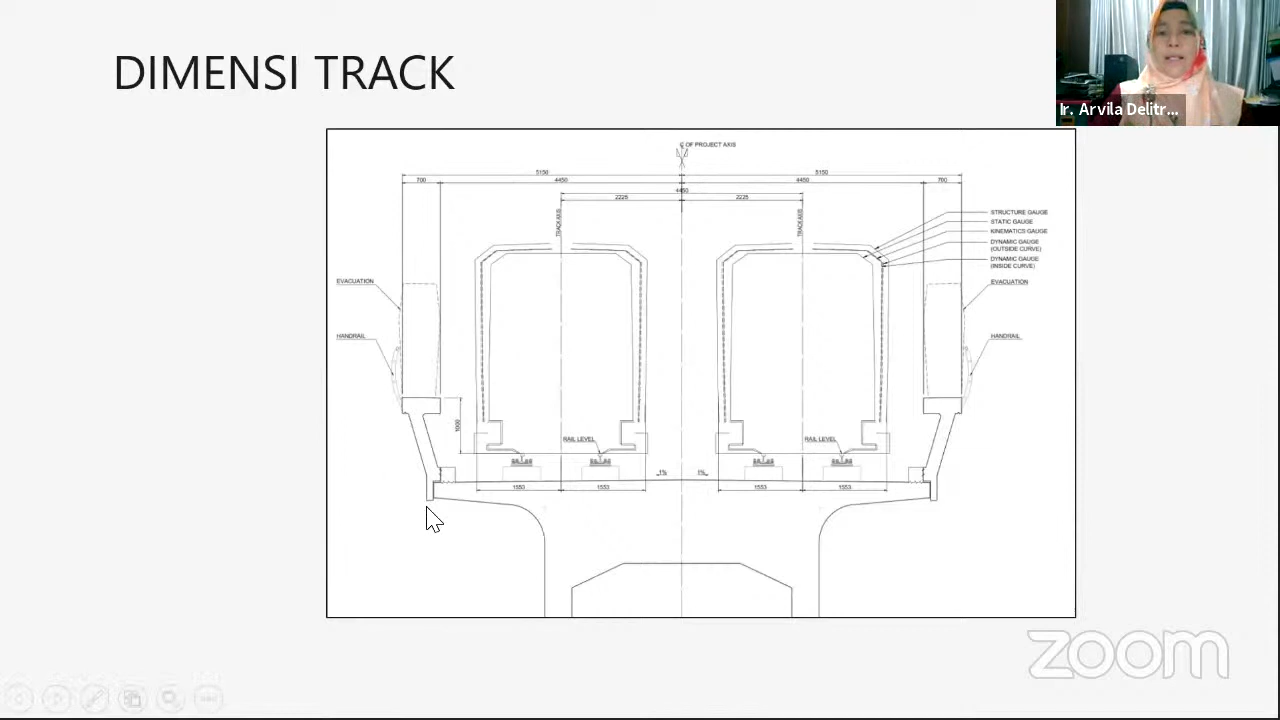 DIMENSI TRACK
Ir. Arvila Delitr...
℄ OF PROJECT AXIS
5150
5150
700
4450
4450
700
4450
2225
2225
TRACK AXIS
TRACK AXIS
STRUCTURE GAUGE
STATIC GAUGE
KINEMATICS GAUGE
DYNAMIC GAUGE
(OUTSIDE CURVE)
DYNAMIC GAUGE
(INSIDE CURVE)
EVACUATION
EVACUATION
HANDRAIL
HANDRAIL
1000
RAIL LEVEL
RAIL LEVEL
1%
1%
1550
1553
1553
1553
zoom